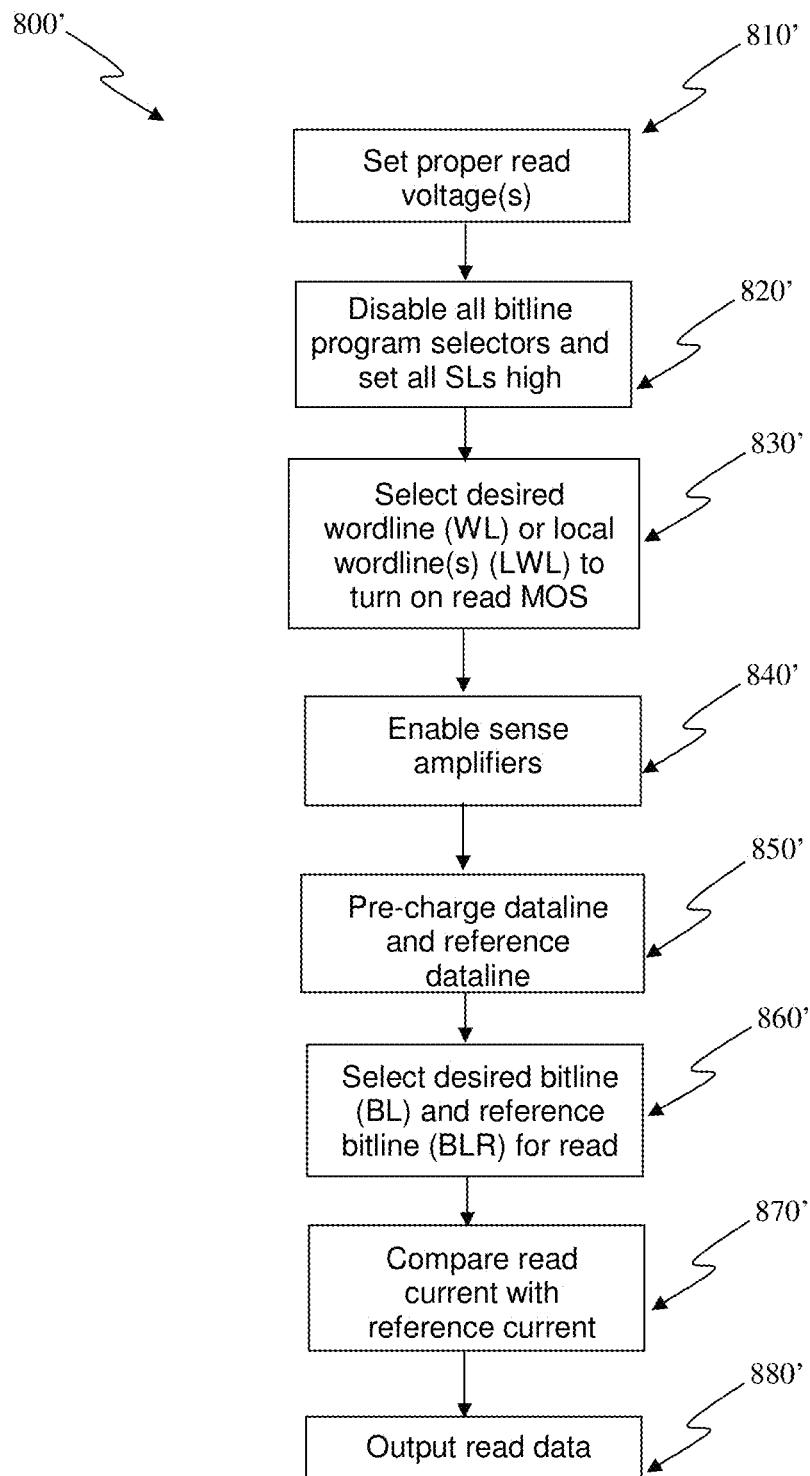 800’
810’
Set proper read
voltage(s)
820’
Disable all bitline
program selectors and
set all SLs high
830’
Select desired
wordline (WL) or local
wordline(s) (LWL) to
turn on read MOS
840’
Enable sense
amplifiers
850’
Pre-charge dataline
and reference
dataline
860’
Select desired bitline
(BL) and reference
bitline (BLR) for read
870’
Compare read
current with
reference current
880’
Output read data